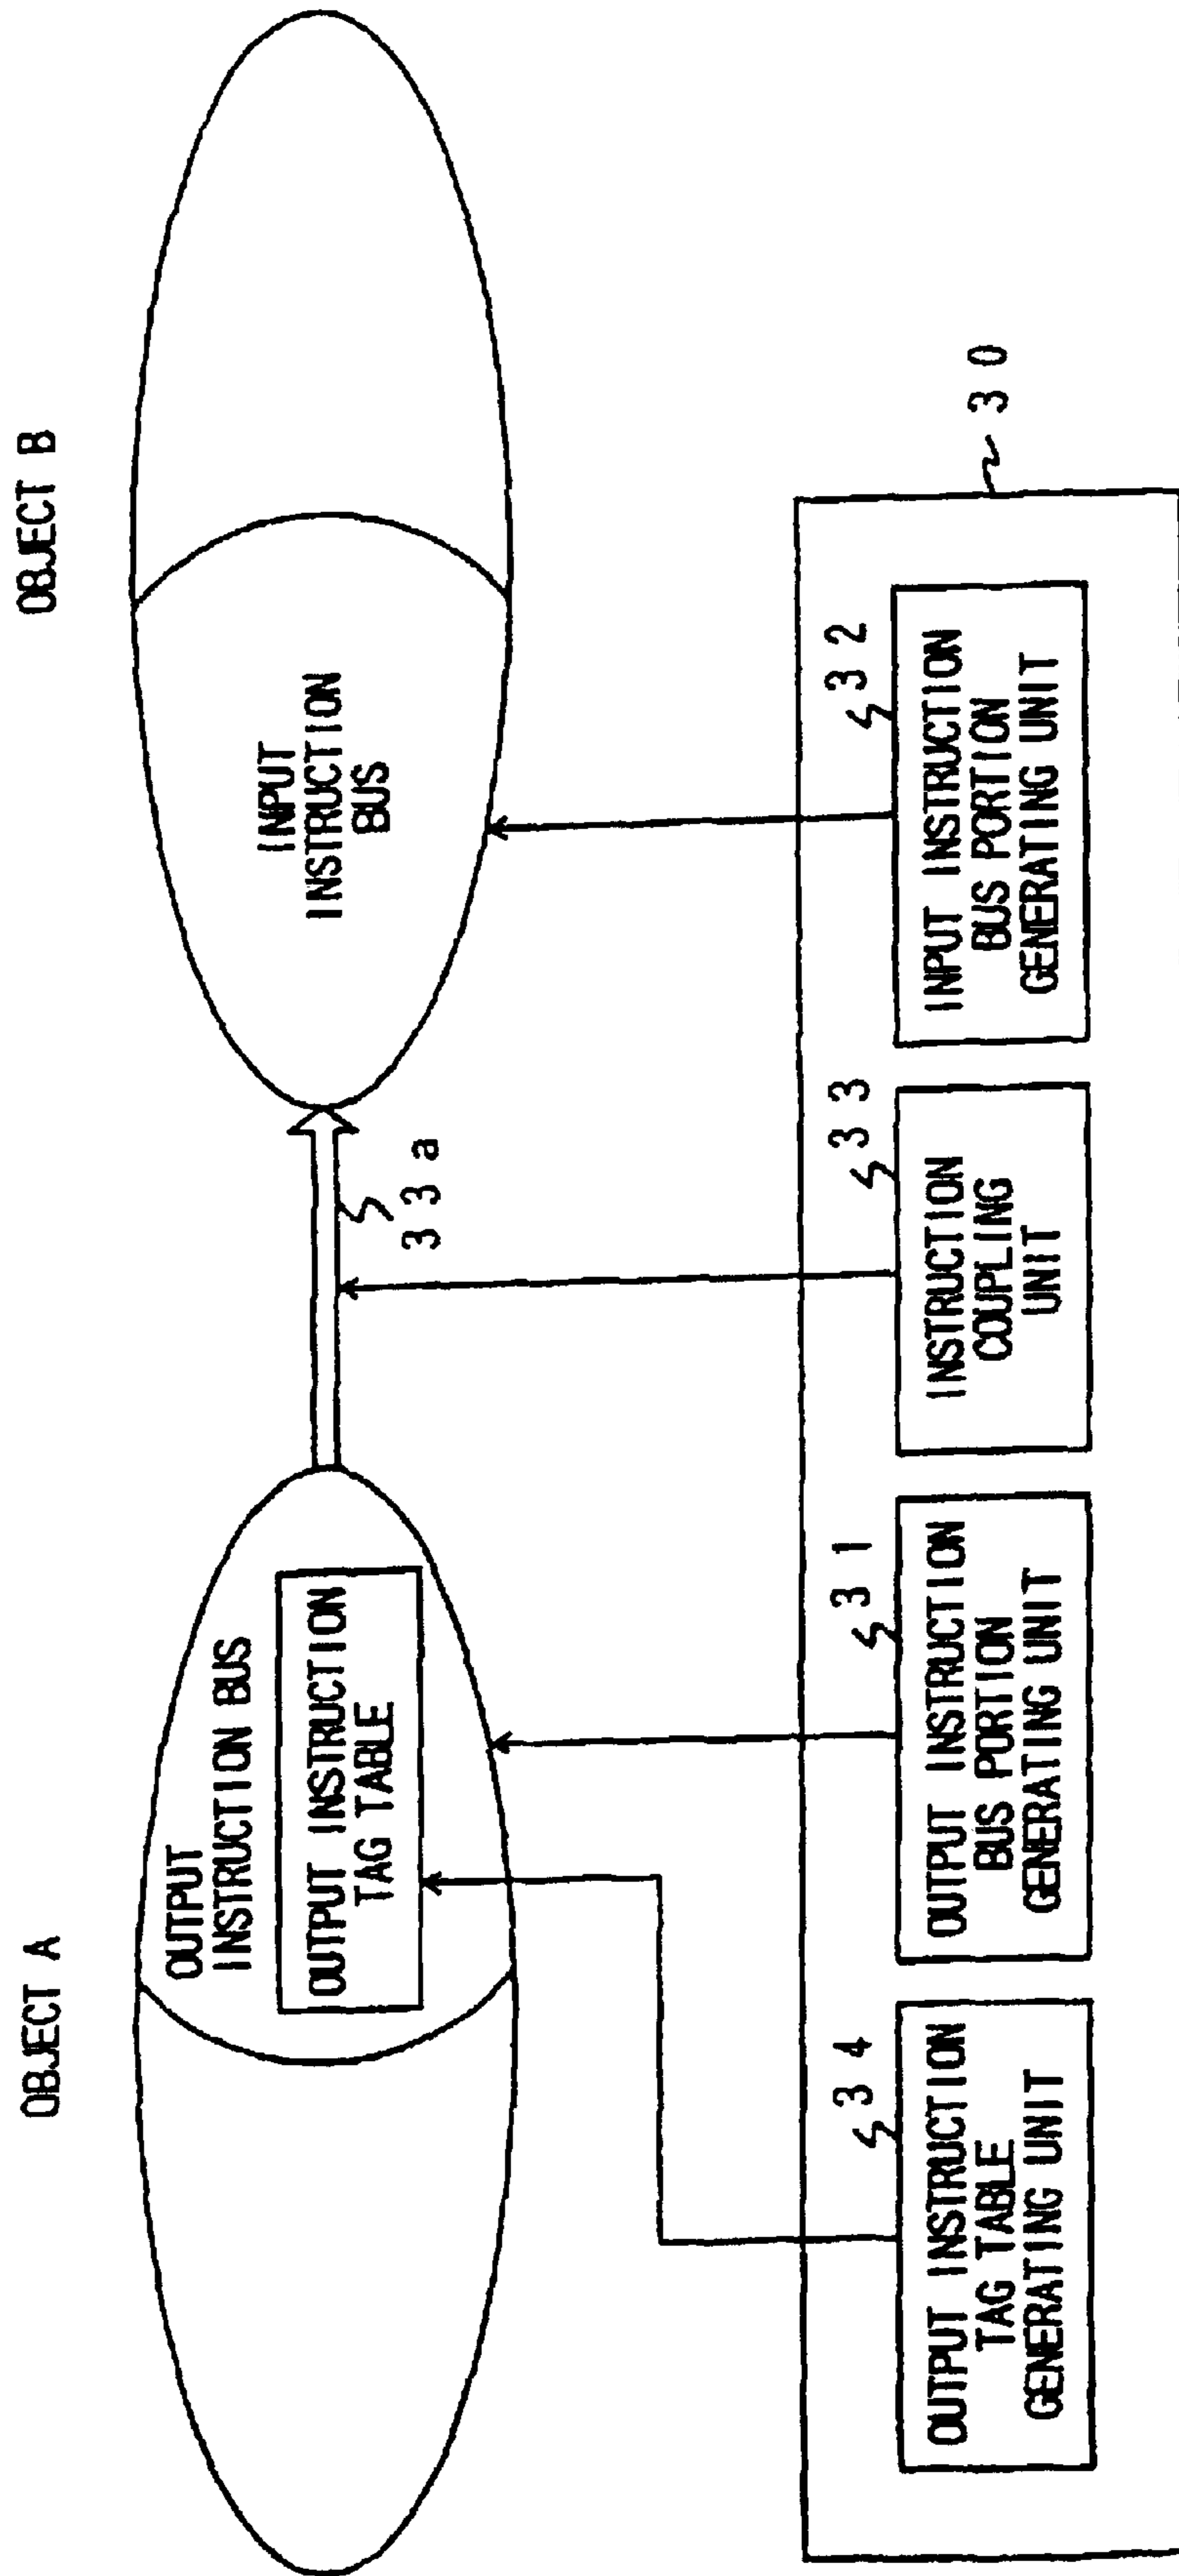 OBJECT A
OBJECT B
OUTPUT
INSTRUCTION BUS
OUTPUT INSTRUCTION
TAG TABLE
INPUT
INSTRUCTION
BUS
33a
30
34
OUTPUT INSTRUCTION
TAG TABLE
GENERATING UNIT
31
OUTPUT INSTRUCTION
BUS PORTION
GENERATING UNIT
33
INSTRUCTION
COUPLING
UNIT
32
INPUT INSTRUCTION
BUS PORTION
GENERATING UNIT